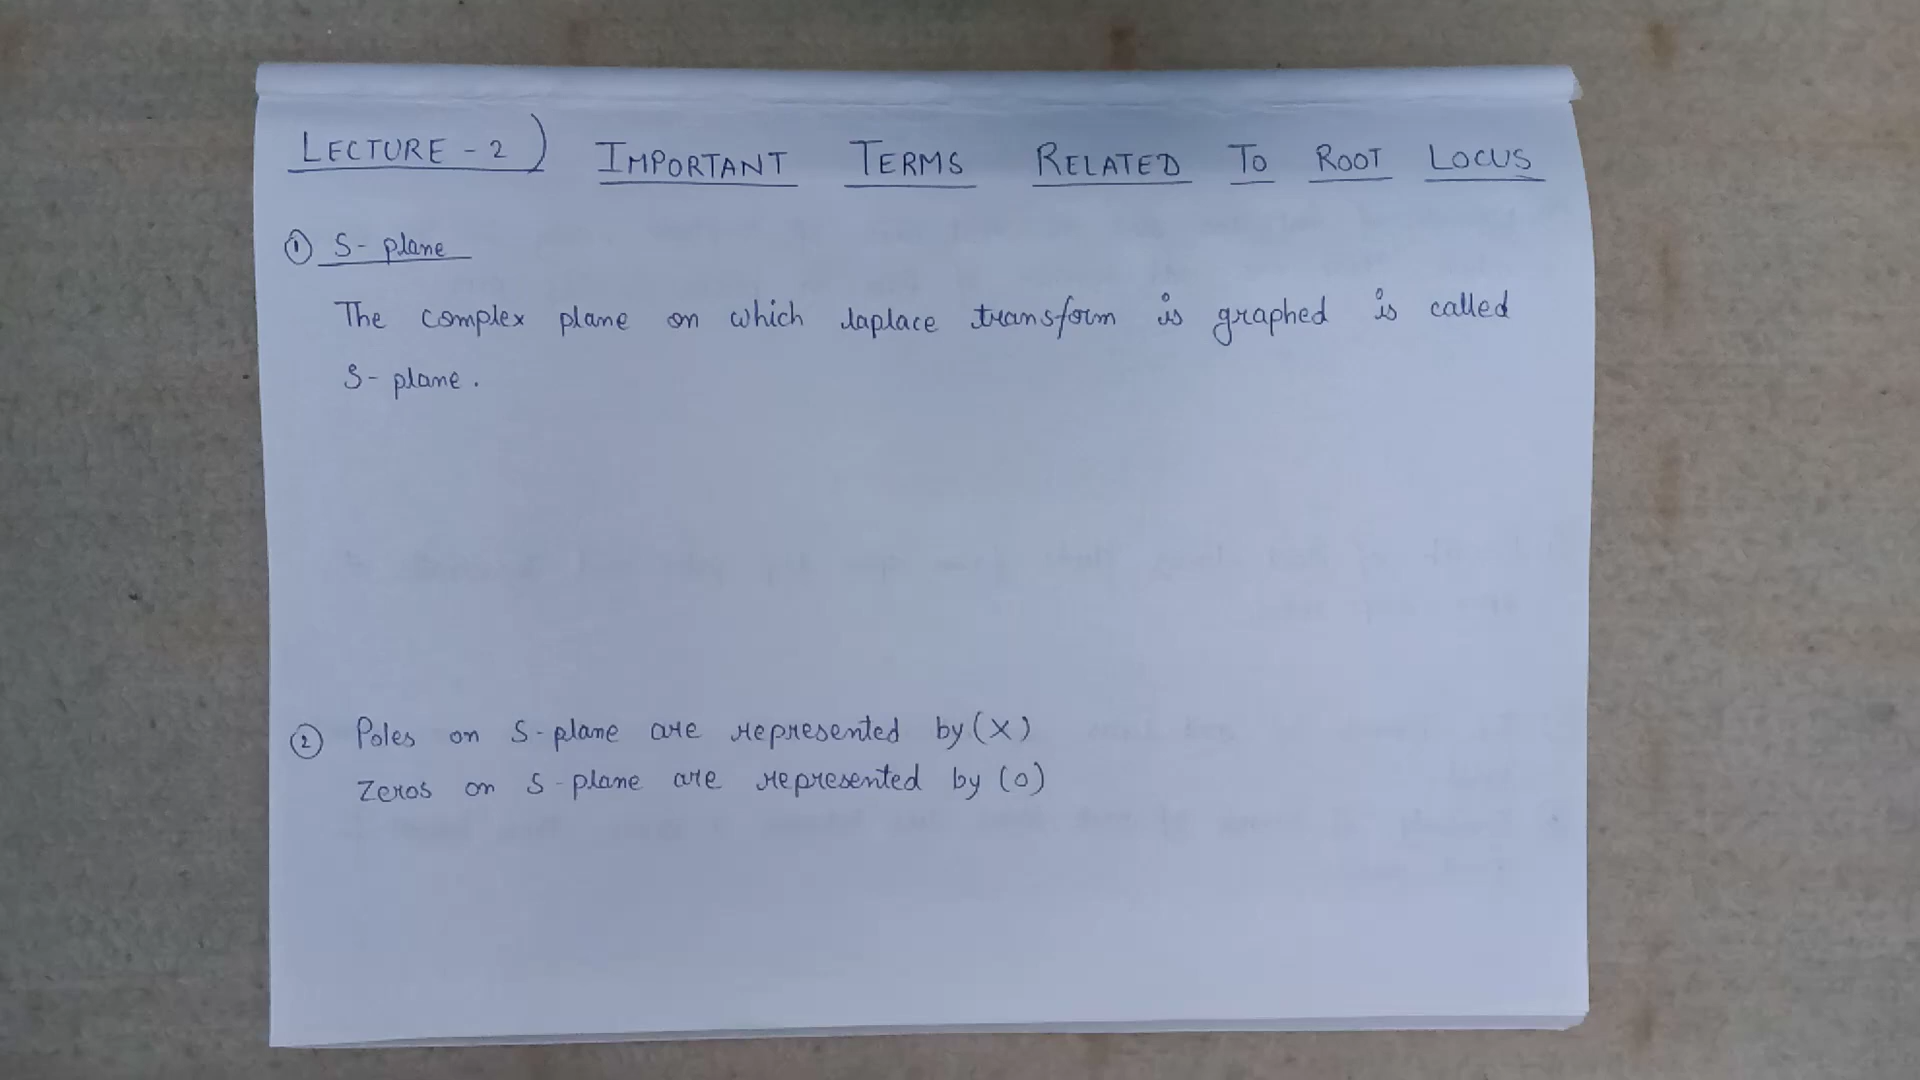 LECTURE - 2) IMPORTANT TERMS RELATED TO ROOT LOCUS
① S- plane
The complex plane on which laplace transform is graphed is called
S- plane.
② Poles on S-plane are represented by (X)
Zeros on S-plane are represented by (0)